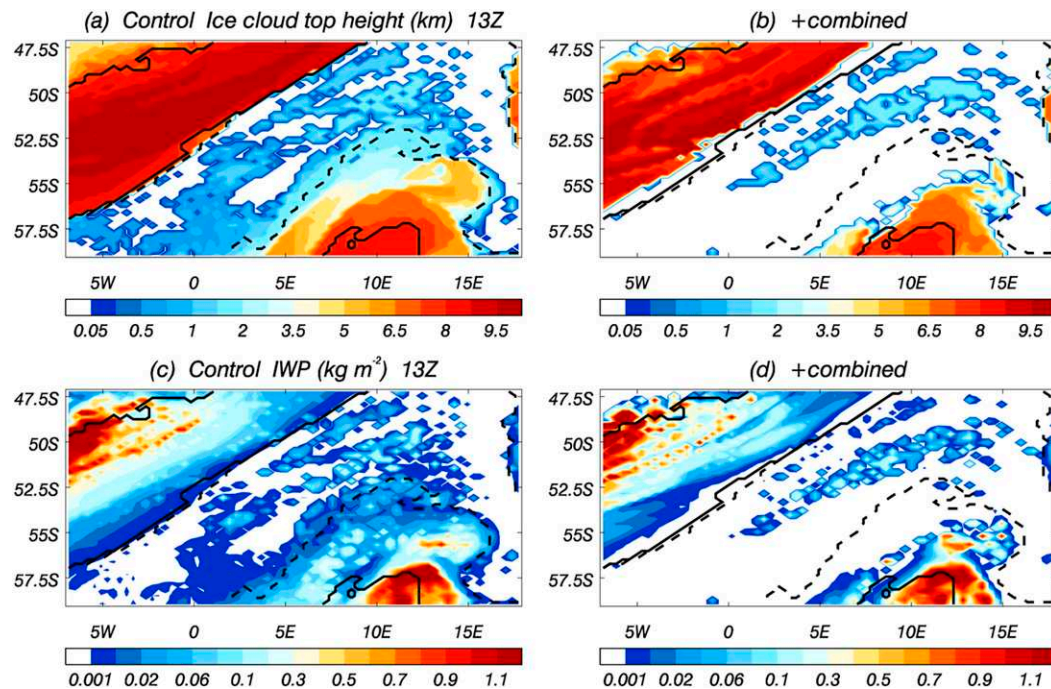 (a) Control Ice cloud top height (km) 13Z
(b) +combined
47.5S
50S
52.5S
55S
57.5S
47.5S
50S
52.5S
55S
57.5S
5W 0 5E 10E 15E
5W 0 5E 10E 15E
0.05 0.5 1 2 3.5 5 6.5 8 9.5
0.05 0.5 1 2 3.5 5 6.5 8 9.5
(c) Control IWP (kg m⁻²) 13Z
(d) +combined
47.5S
50S
52.5S
55S
57.5S
47.5S
50S
52.5S
55S
57.5S
5W 0 5E 10E 15E
5W 0 5E 10E 15E
0.001 0.02 0.06 0.1 0.3 0.5 0.7 0.9 1.1
0.001 0.02 0.06 0.1 0.3 0.5 0.7 0.9 1.1